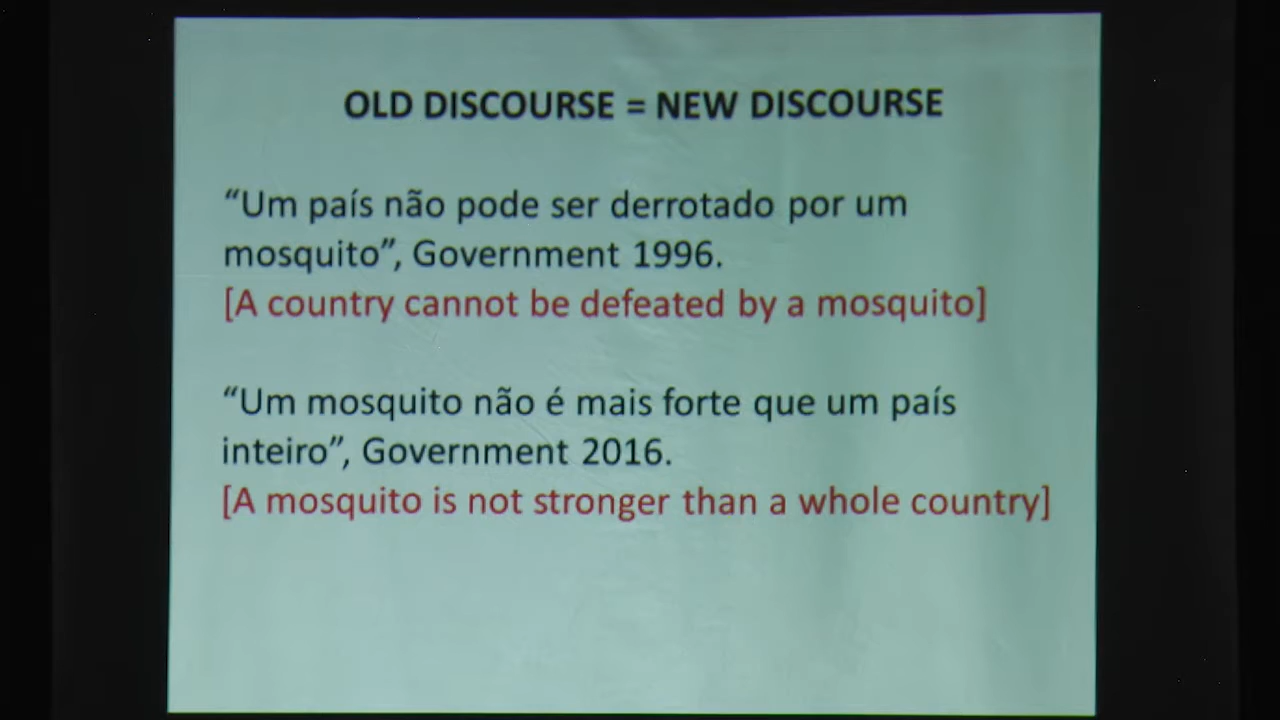 OLD DISCOURSE = NEW DISCOURSE
“Um país não pode ser derrotado por um
mosquito”, Government 1996.
[A country cannot be defeated by a mosquito]
“Um mosquito não é mais forte que um país
inteiro”, Government 2016.
[A mosquito is not stronger than a whole country]